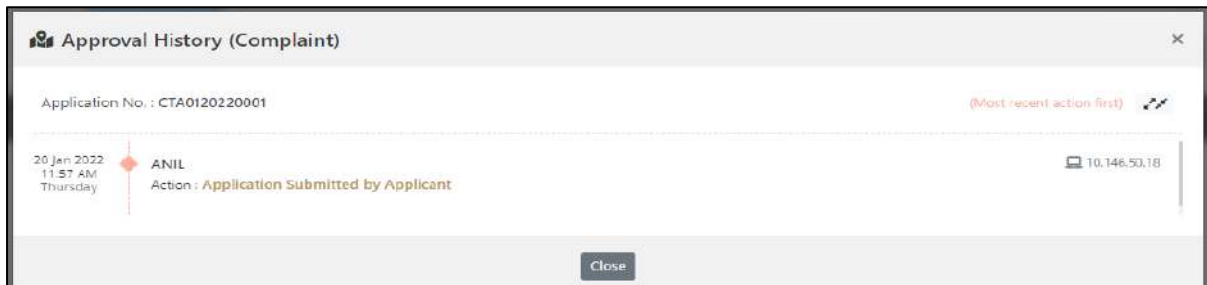 Approval History (Complaint)
×
Application No. : CTA0120220001
(Most recent action first)
20 Jan 2022
11:57 AM
Thursday
ANIL
Action : Application Submitted by Applicant
10.146.50.18
Close